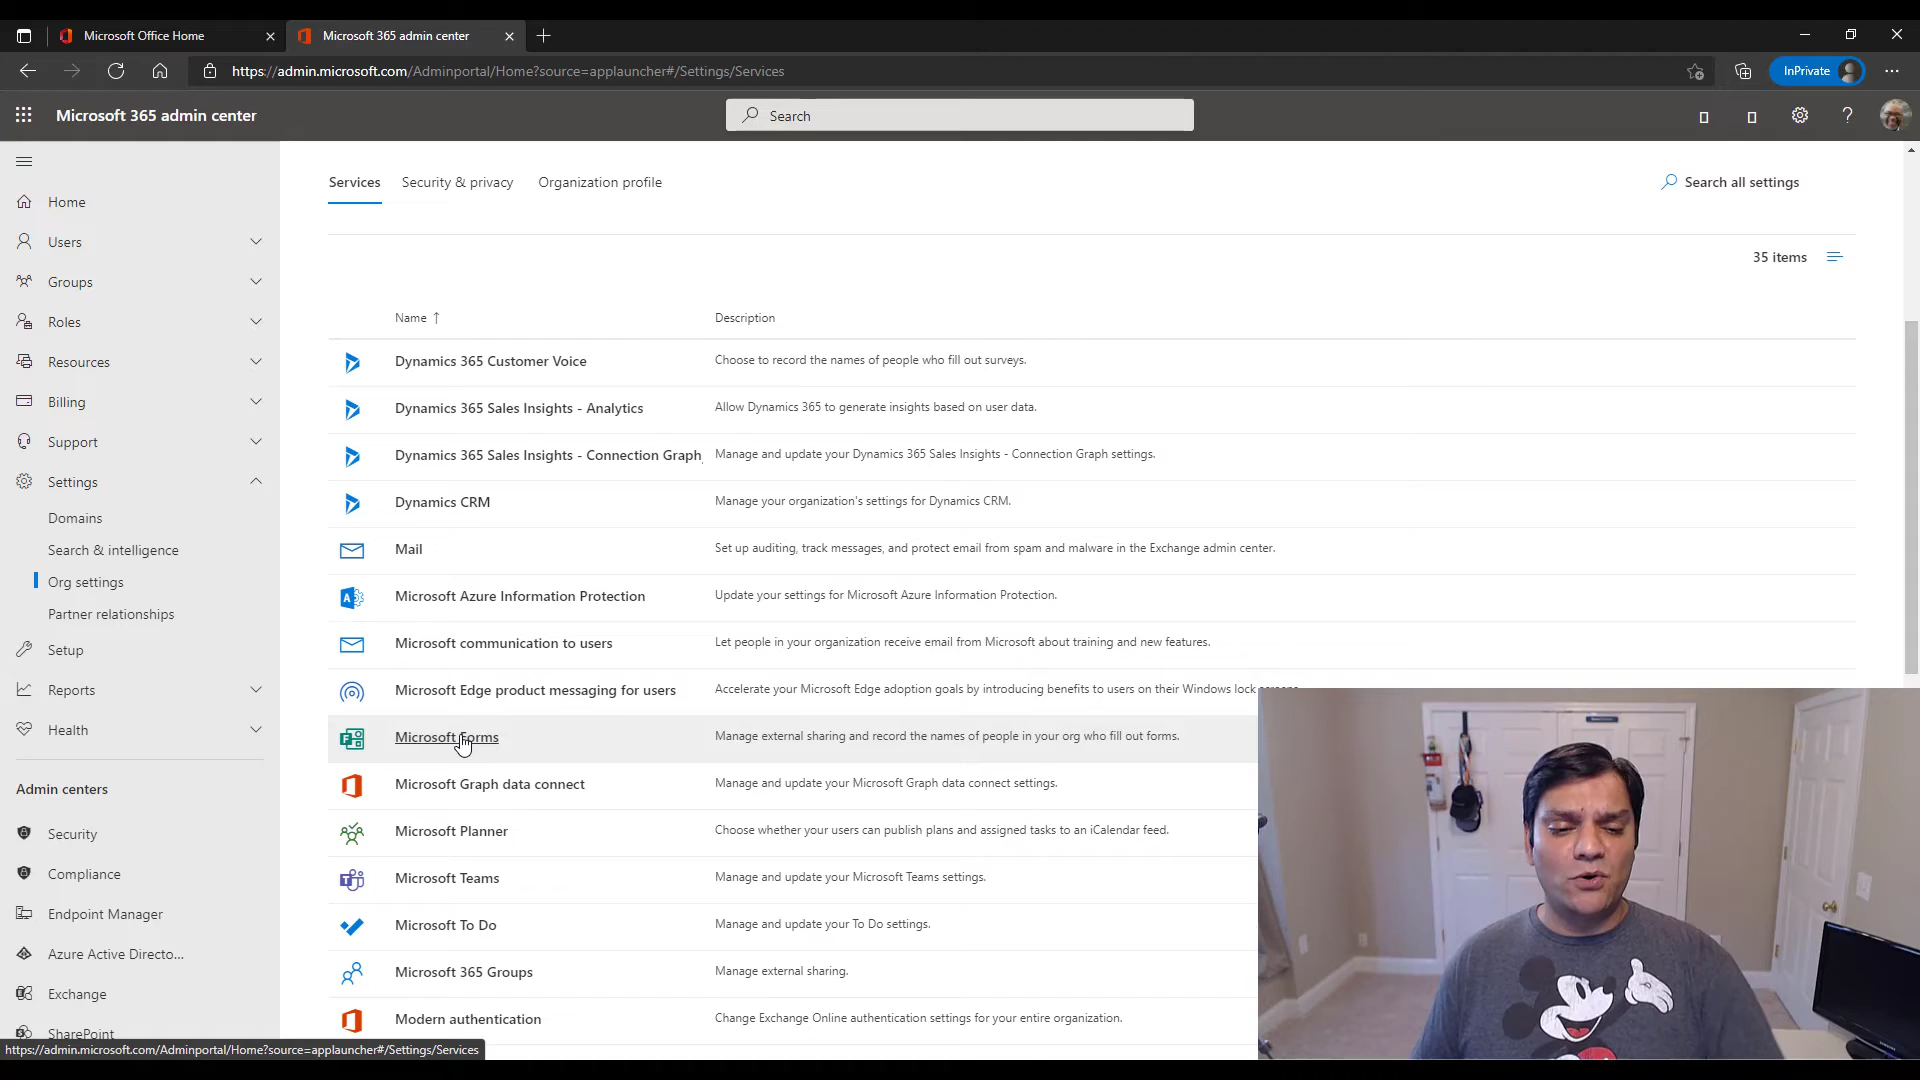 Microsoft Office Home
Microsoft 365 admin center
https://admin.microsoft.com/Adminportal/Home?source=applauncher#/Settings/Services
InPrivate
Microsoft 365 admin center
Search
Home
Users
Groups
Roles
Resources
Billing
Support
Settings
Domains
Search & intelligence
Org settings
Partner relationships
Setup
Reports
Health
Admin centers
Security
Compliance
Endpoint Manager
Azure Active Directo...
Exchange
SharePoint
Services
Security & privacy
Organization profile
Search all settings
35 items
Name ↑
Description
Dynamics 365 Customer Voice
Choose to record the names of people who fill out surveys.
Dynamics 365 Sales Insights - Analytics
Allow Dynamics 365 to generate insights based on user data.
Dynamics 365 Sales Insights - Connection Graph
Manage and update your Dynamics 365 Sales Insights - Connection Graph settings.
Dynamics CRM
Manage your organization's settings for Dynamics CRM.
Mail
Set up auditing, track messages, and protect email from spam and malware in the Exchange admin center.
Microsoft Azure Information Protection
Update your settings for Microsoft Azure Information Protection.
Microsoft communication to users
Let people in your organization receive email from Microsoft about training and new features.
Microsoft Edge product messaging for users
Accelerate your Microsoft Edge adoption goals by introducing benefits to users on their Windows lock
Microsoft Forms
Manage external sharing and record the names of people in your org who fill out forms.
Microsoft Graph data connect
Manage and update your Microsoft Graph data connect settings.
Microsoft Planner
Choose whether your users can publish plans and assigned tasks to an iCalendar feed.
Microsoft Teams
Manage and update your Microsoft Teams settings.
Microsoft To Do
Manage and update your To Do settings.
Microsoft 365 Groups
Manage external sharing.
Modern authentication
Change Exchange Online authentication settings for your entire organization.
https://admin.microsoft.com/Adminportal/Home?source=applauncher#/Settings/Services